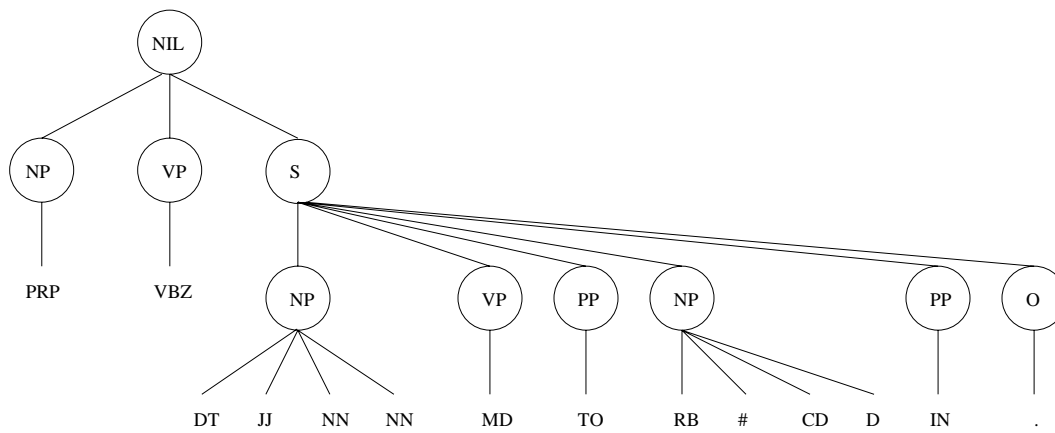 NIL
NP VP S
PRP VBZ
NP VP PP NP PP O
DT JJ NN NN MD TO RB # CD D IN .